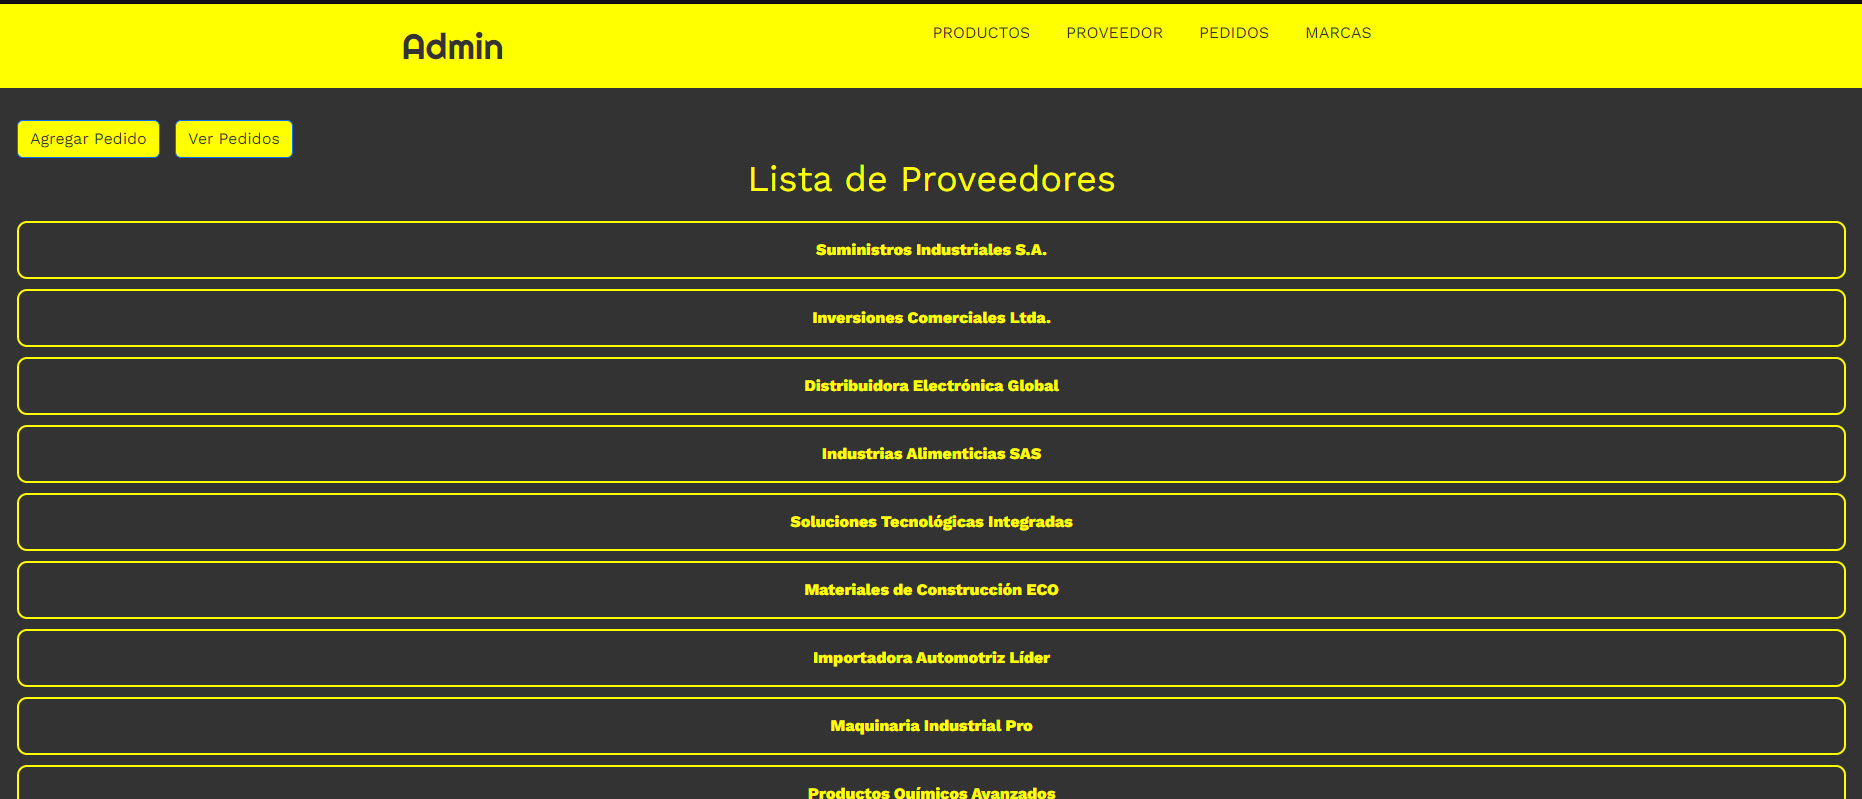 Admin
PRODUCTOS PROVEEDOR PEDIDOS MARCAS
Agregar Pedido Ver Pedidos
Lista de Proveedores
Suministros Industriales S.A.
Inversiones Comerciales Ltda.
Distribuidora Electrónica Global
Industrias Alimenticias SAS
Soluciones Tecnológicas Integradas
Materiales de Construcción ECO
Importadora Automotriz Líder
Maquinaria Industrial Pro
Productos Químicos Avanzados